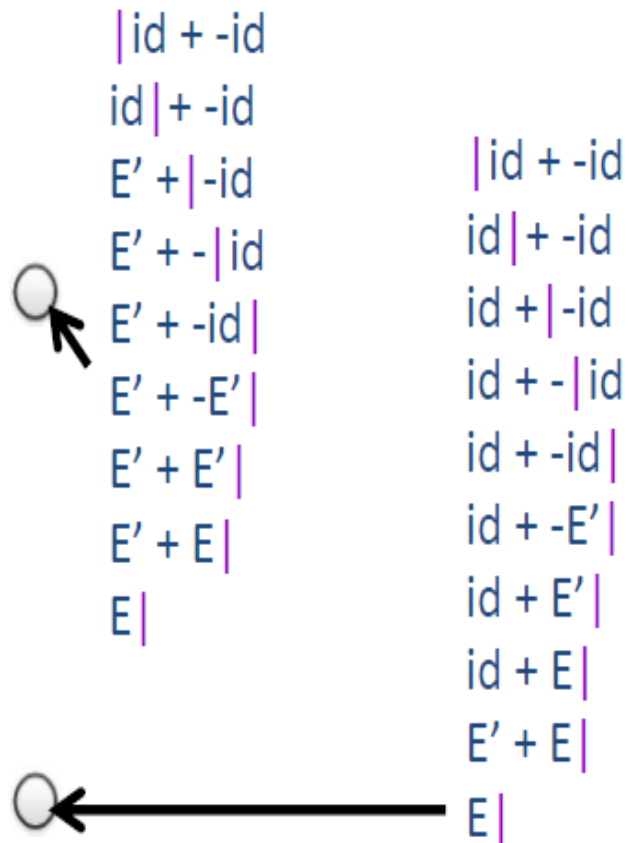 |id + -id
id|+ -id
E’ +|-id
E’ + -|id
E’ + -id|
E’ + -E’|
E’ + E’|
E’ + E|
E|
|id + -id
id|+ -id
id +|-id
id + -|id
id + -id|
id + -E’|
id + E’|
id + E|
E’ + E|
E|